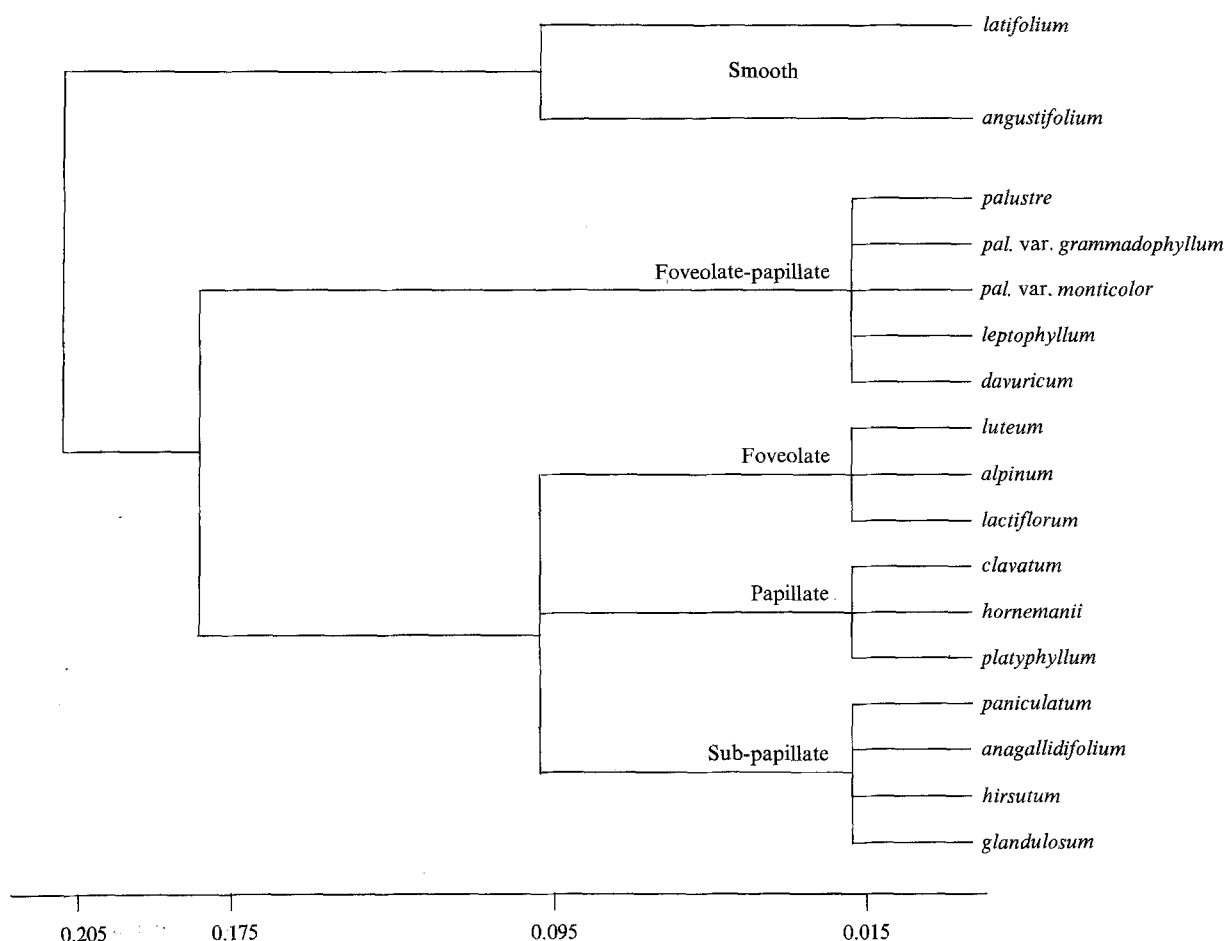 latifolium
Smooth
angustifolium
palustre
pal. var. grammadophyllum
Foveolate-papillate
pal. var. monticolor
leptophyllum
davuricum
luteum
Foveolate
alpinum
lactiflorum
clavatum
Papillate
hornemanii
platyphyllum
paniculatum
Sub-papillate
anagallidifolium
hirsutum
glandulosum
0.205 0.175 0.095 0.015